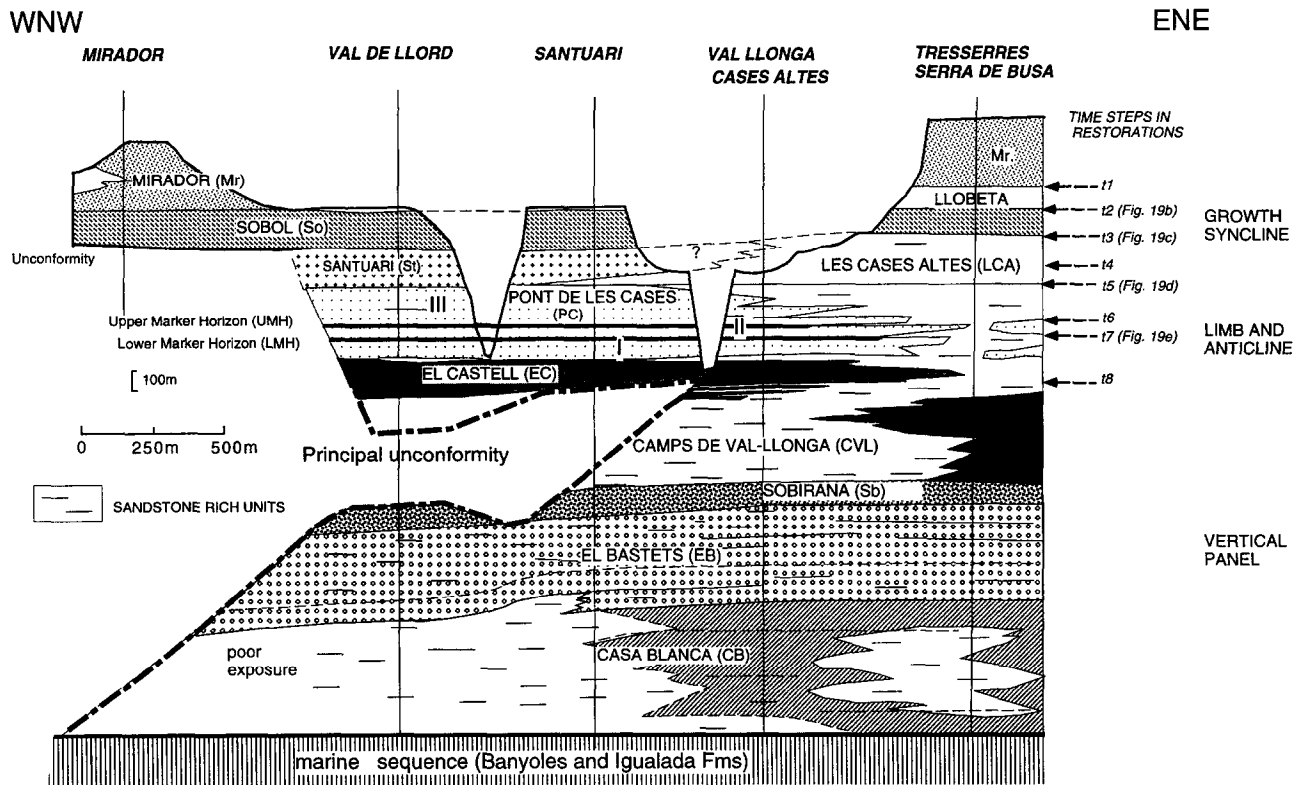 WNW
ENE
MIRADOR
VAL DE LLORD
SANTUARI
VAL LLONGA
CASES ALTES
TRESSERRES
SERRA DE BUSA
TIME STEPS IN
RESTORATIONS
MIRADOR (Mr)
Mr.
t1
LLOBETA
t2 (Fig. 19b)
SOBOL (So)
GROWTH
SYNCLINE
t3 (Fig. 19c)
Unconformity
?
SANTUARI (St)
LES CASES ALTES (LCA)
t4
t5 (Fig. 19d)
III
PONT DE LES CASES
(PC)
Upper Marker Horizon (UMH)
II
t6
LIMB AND
ANTICLINE
Lower Marker Horizon (LMH)
I
t7 (Fig. 19e)
100m
EL CASTELL (EC)
t8
0 250m 500m
Principal unconformity
CAMPS DE VAL-LLONGA (CVL)
SOBIRANA (Sb)
SANDSTONE RICH UNITS
EL BASTETS (EB)
VERTICAL
PANEL
poor
exposure
CASA BLANCA (CB)
marine sequence (Banyoles and Igualada Fms)